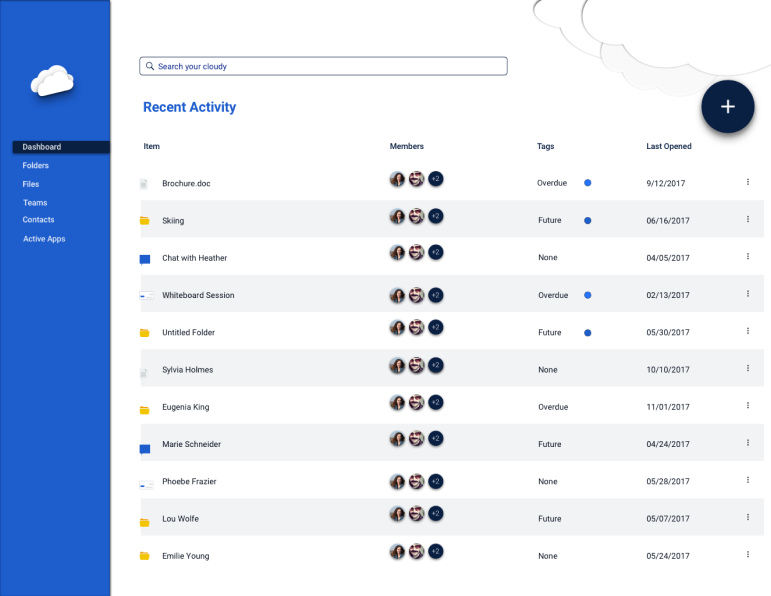 Search your cloudy
Recent Activity
Dashboard
Folders
Files
Teams
Contacts
Active Apps
Item Members Tags Last Opened
Brochure.doc +2 Overdue 9/12/2017
Skiing +2 Future 06/16/2017
Chat with Heather +2 None 04/05/2017
Whiteboard Session +2 Overdue 02/13/2017
Untitled Folder +2 Future 05/30/2017
Sylvia Holmes +2 None 10/10/2017
Eugenia King +2 Overdue 11/01/2017
Marie Schneider +2 Future 04/24/2017
Phoebe Frazier +2 None 05/28/2017
Lou Wolfe +2 Future 05/07/2017
Emilie Young +2 None 05/24/2017